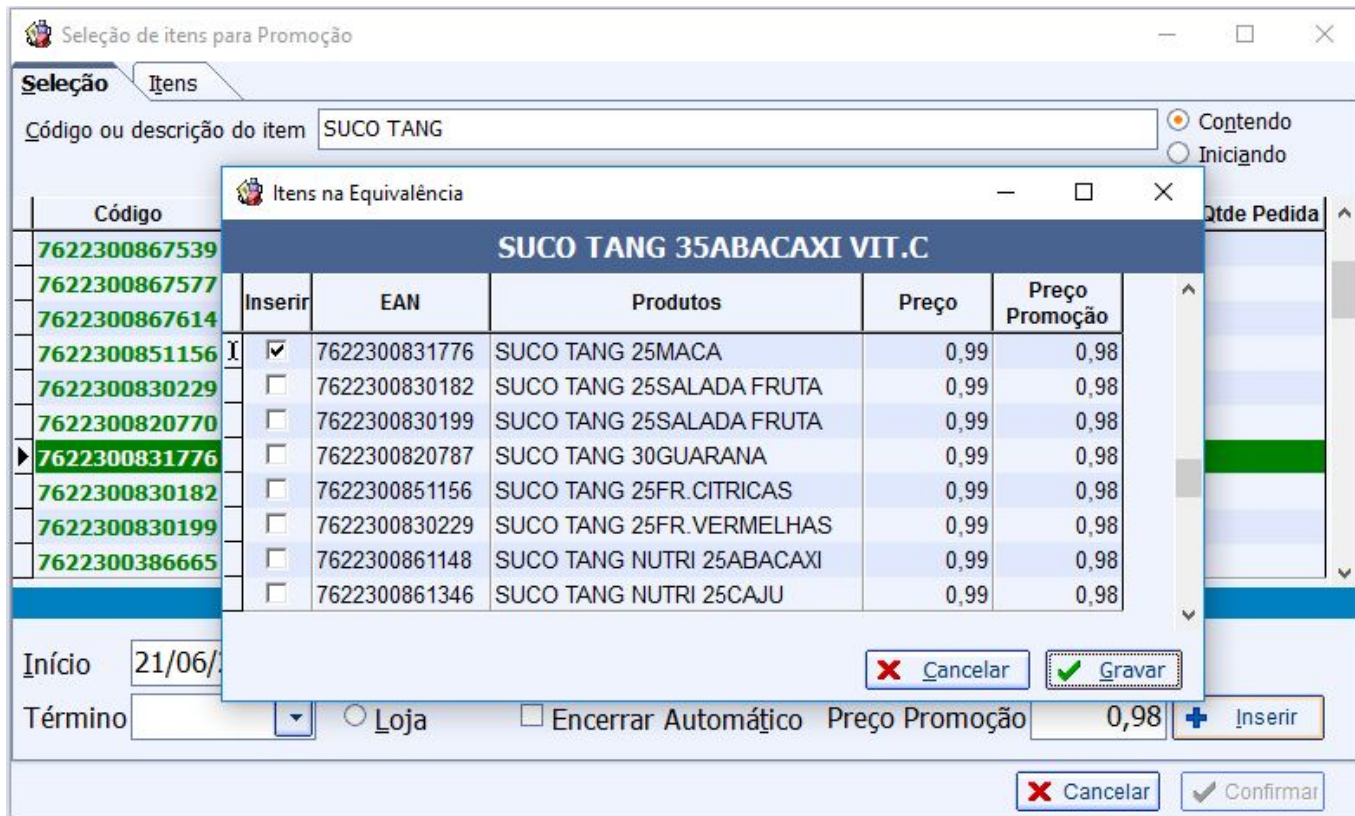 Seleção de itens para Promoção
Seleção Itens
Código ou descrição do item SUCO TANG Contendo
Iniciando
Itens na Equivalência
Código Qtde Pedida
SUCO TANG 35ABACAXI VIT.C
Inserir EAN Produtos Preço Preço Promoção
7622300867539
7622300867577
7622300867614
7622300851156
7622300830229
7622300820770
7622300831776
7622300830182
7622300830199
7622300386665
7622300831776 SUCO TANG 25MACA 0,99 0,98
7622300830182 SUCO TANG 25SALADA FRUTA 0,99 0,98
7622300830199 SUCO TANG 25SALADA FRUTA 0,99 0,98
7622300820787 SUCO TANG 30GUARANA 0,99 0,98
7622300851156 SUCO TANG 25FR.CITRICAS 0,99 0,98
7622300830229 SUCO TANG 25FR.VERMELHAS 0,99 0,98
7622300861148 SUCO TANG NUTRI 25ABACAXI 0,99 0,98
7622300861346 SUCO TANG NUTRI 25CAJU 0,99 0,98
Cancelar Gravar
Início 21/06/
Término Loja Encerrar Automático Preço Promoção 0,98 Inserir
Cancelar Confirmar